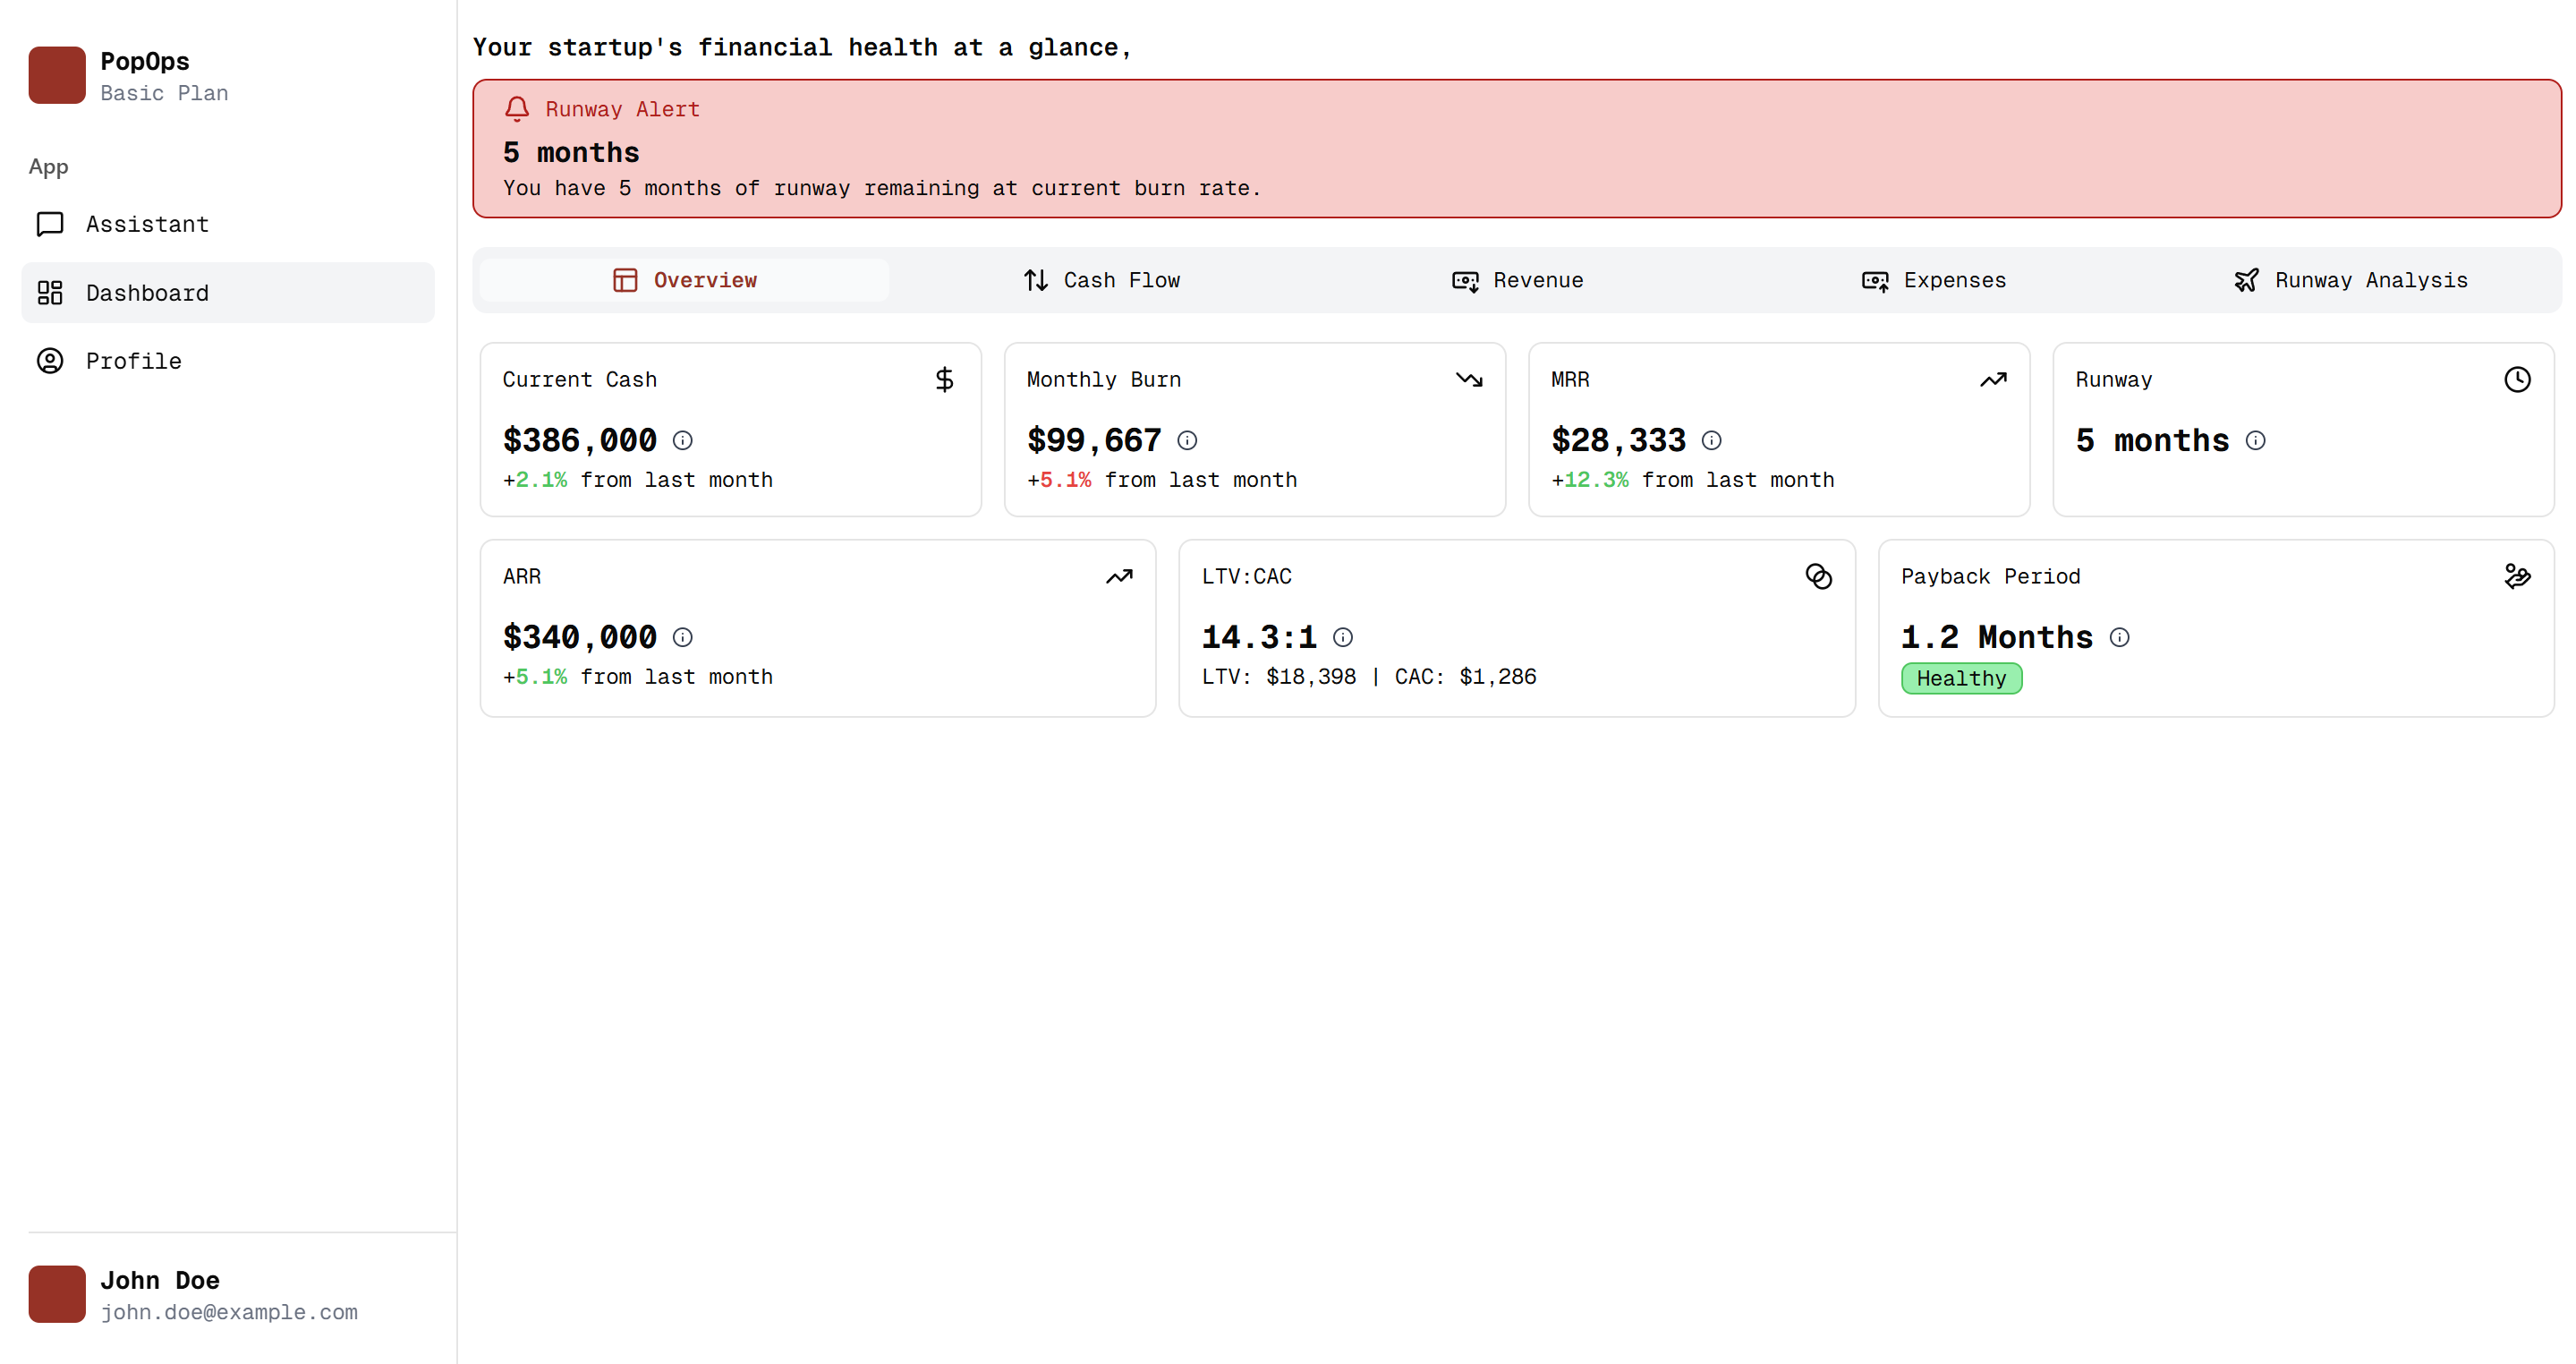 PopOps
Basic Plan
App
Assistant
Dashboard
Profile
John Doe
john.doe@example.com
Your startup's financial health at a glance,
Runway Alert
5 months
You have 5 months of runway remaining at current burn rate.
Overview
Cash Flow
Revenue
Expenses
Runway Analysis
Current Cash
$386,000
+2.1% from last month
Monthly Burn
$99,667
+5.1% from last month
MRR
$28,333
+12.3% from last month
Runway
5 months
ARR
$340,000
+5.1% from last month
LTV:CAC
14.3:1
LTV: $18,398 | CAC: $1,286
Payback Period
1.2 Months
Healthy